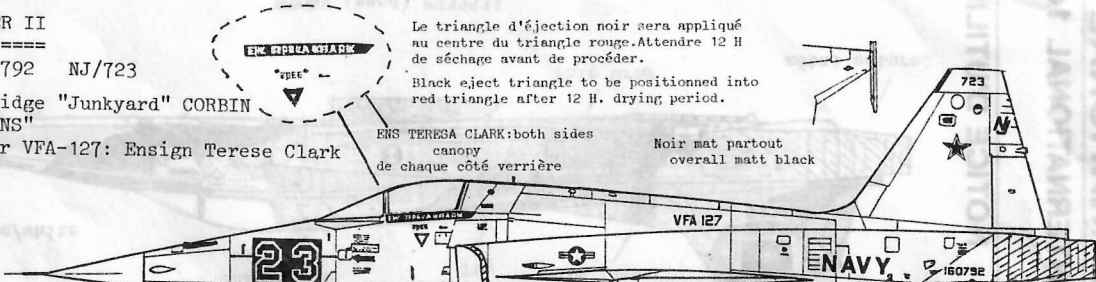 R II
====
792 NJ/723
idge "Junkyard" CORBIN
NS"
r VFA-127: Ensign Terese Clark
Le triangle d'éjection noir sera appliqué
au centre du triangle rouge.Attendre 12 H
de séchage avant de procéder.
Black eject triangle to be positionned into
red triangle after 12 H. drying period.
ENS TERESA CLARK:both sides
canopy
de chaque côté verrière
Noir mat partout
overall matt black
723
VFA 127
23
NAVY
160792